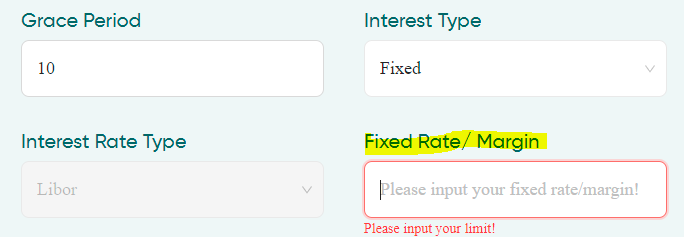 Grace Period
Interest Type
10
Fixed
Interest Rate Type
Fixed Rate/ Margin
Libor
Please input your fixed rate/margin!
Please input your limit!